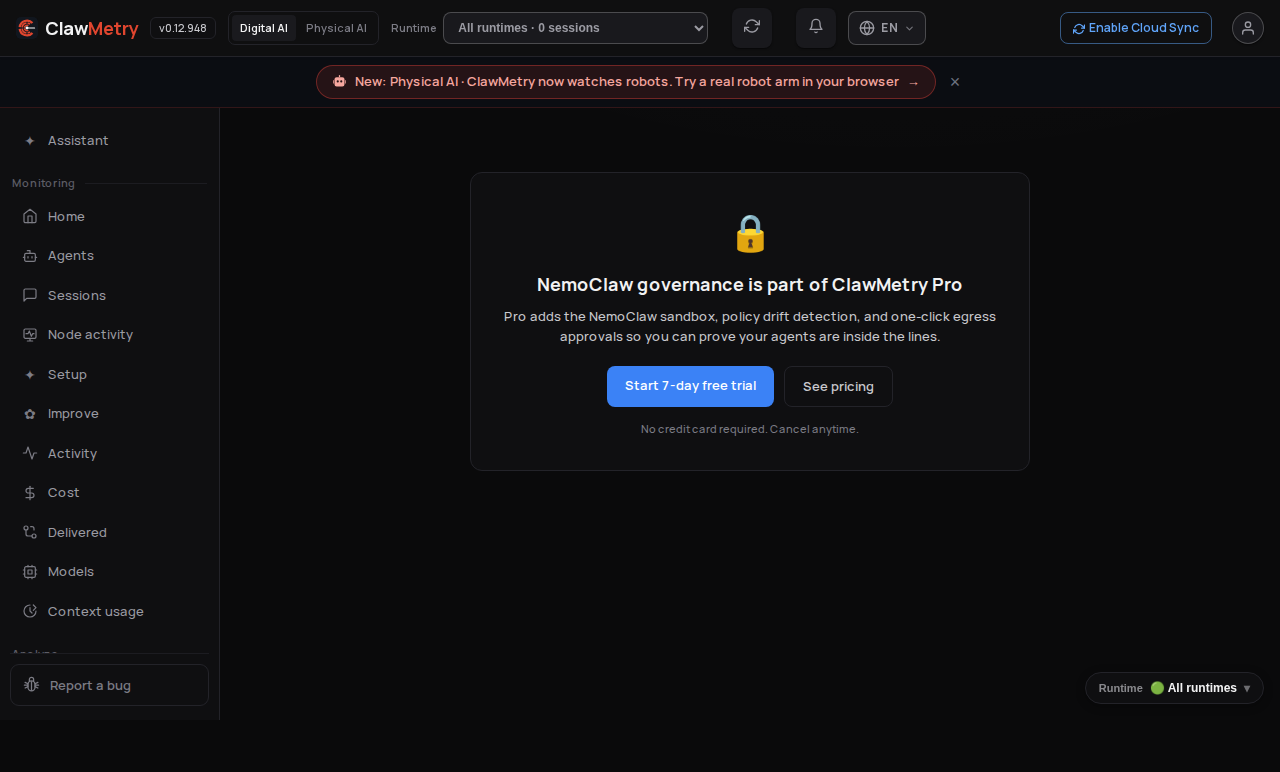 ClawMetry
v0.12.948
Digital AI
Physical AI
Runtime
All runtimes · 0 sessions
EN
Enable Cloud Sync
New: Physical AI · ClawMetry now watches robots. Try a real robot arm in your browser →
×
Assistant
Monitoring
Home
Agents
Sessions
Node activity
Setup
Improve
Activity
Cost
Delivered
Models
Context usage
Analyze
Report a bug
NemoClaw governance is part of ClawMetry Pro
Pro adds the NemoClaw sandbox, policy drift detection, and one-click egress
approvals so you can prove your agents are inside the lines.
Start 7-day free trial
See pricing
No credit card required. Cancel anytime.
Runtime
All runtimes